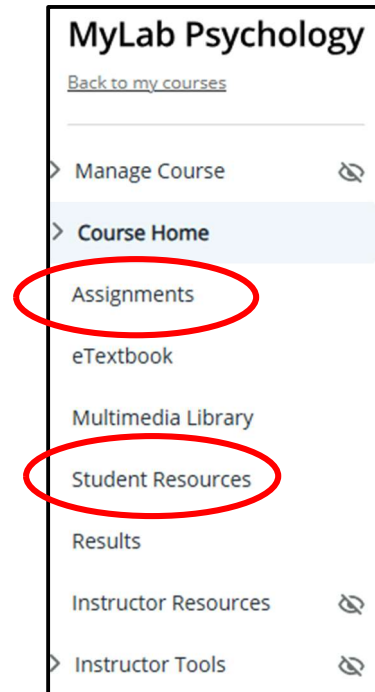 MyLab Psychology
Back to my courses
Manage Course
Course Home
Assignments
eTextbook
Multimedia Library
Student Resources
Results
Instructor Resources
Instructor Tools